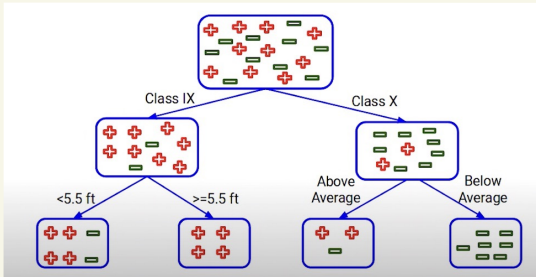 Class IX
Class X
<5.5 ft
>=5.5 ft
Above
Average
Below
Average